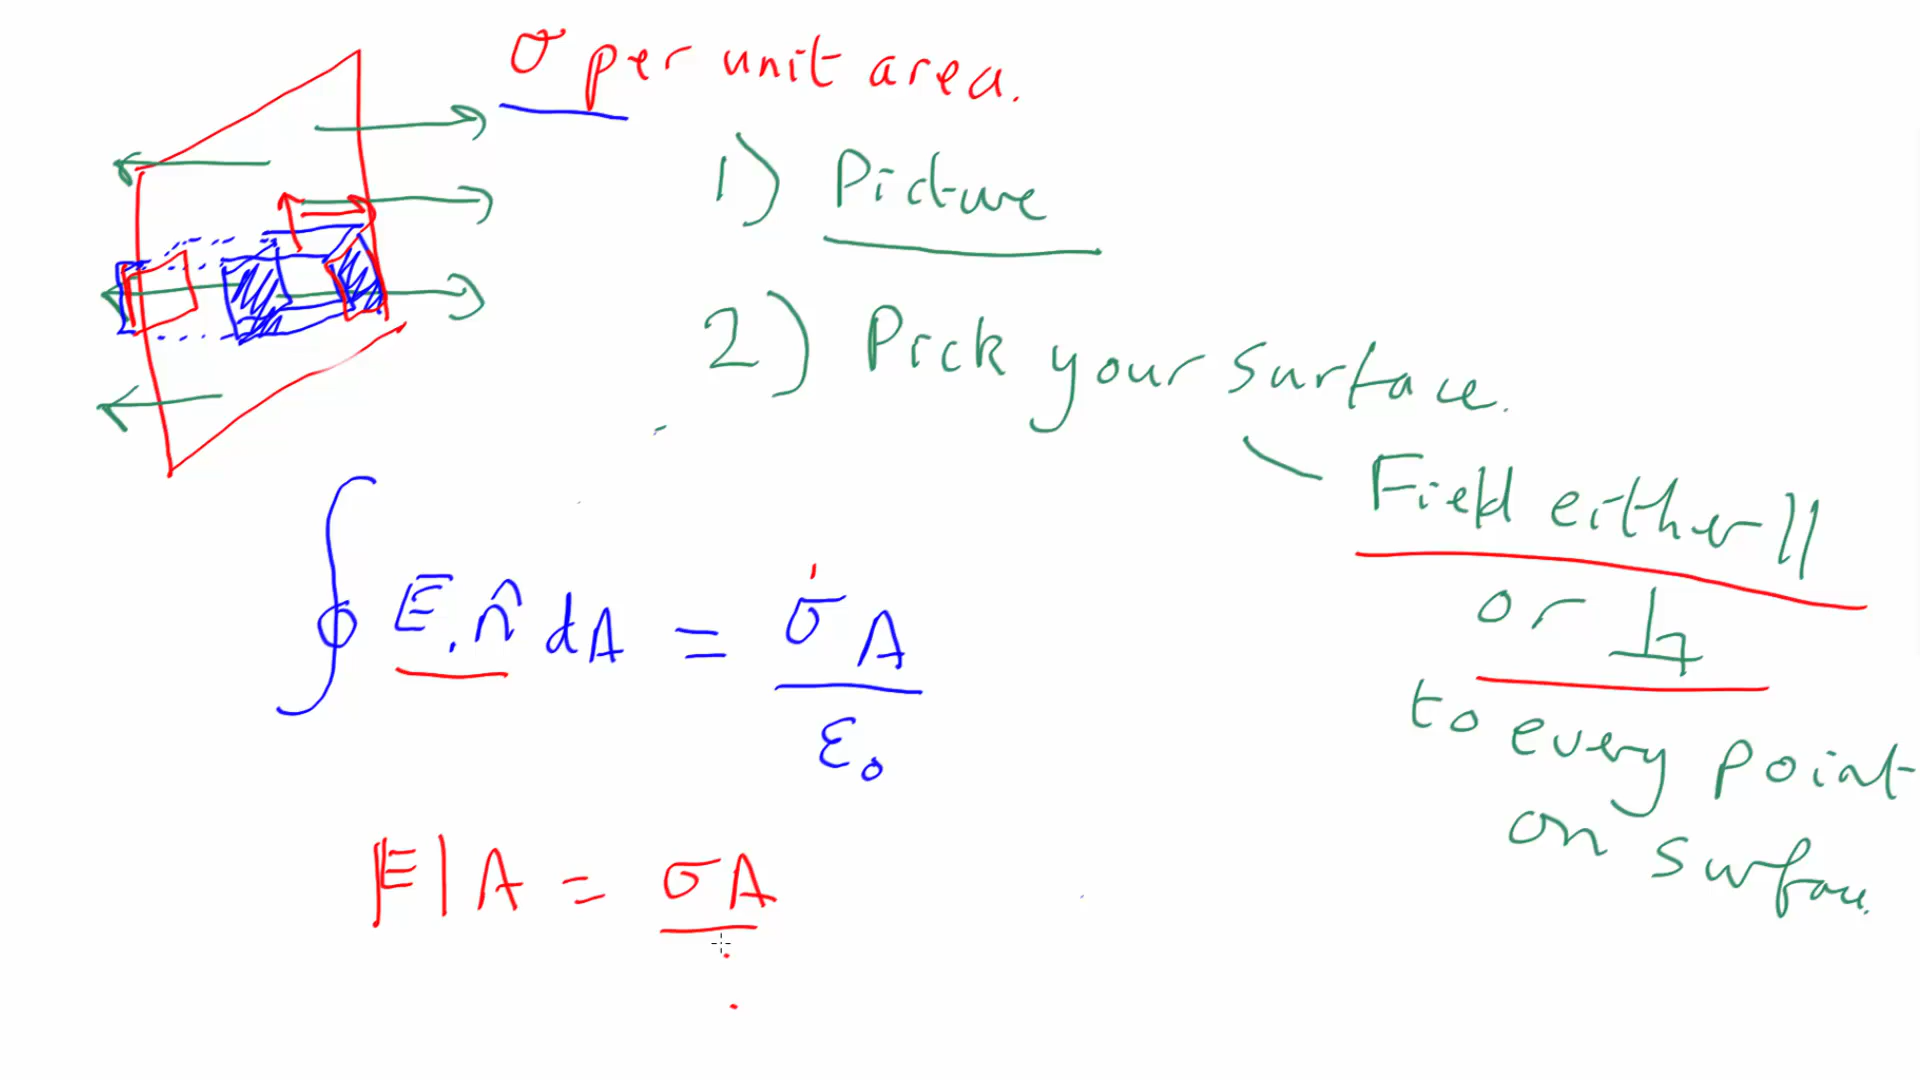 σ per unit area.
1) Picture
2) Pick your surface.
Field either ||
or ⊥
to every point
on surface.
∮ E . n̂ dA = σ A / ε₀
|E| A = σA